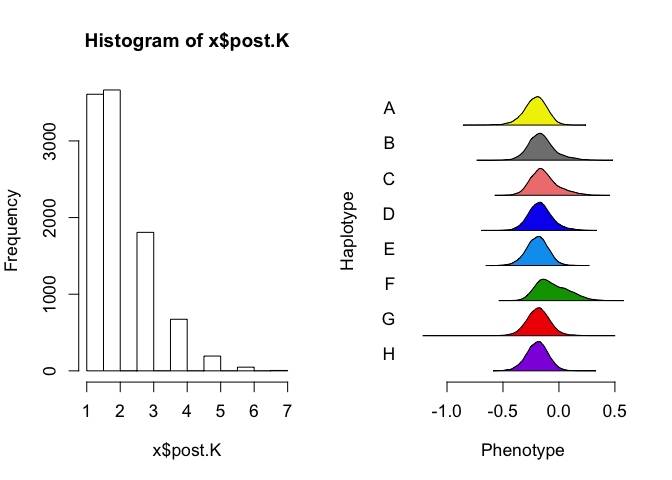 Histogram of x$post.K
Frequency
0
1000
2000
3000
1 2 3 4 5 6 7
x$post.K
Haplotype
A
B
C
D
E
F
G
H
-1.0 -0.5 0.0 0.5
Phenotype